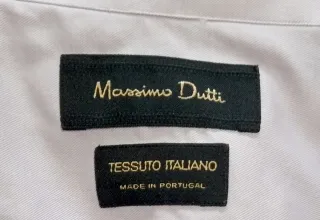 Massimo Dutti
TESSUTO ITALIANO
MADE IN PORTUGAL